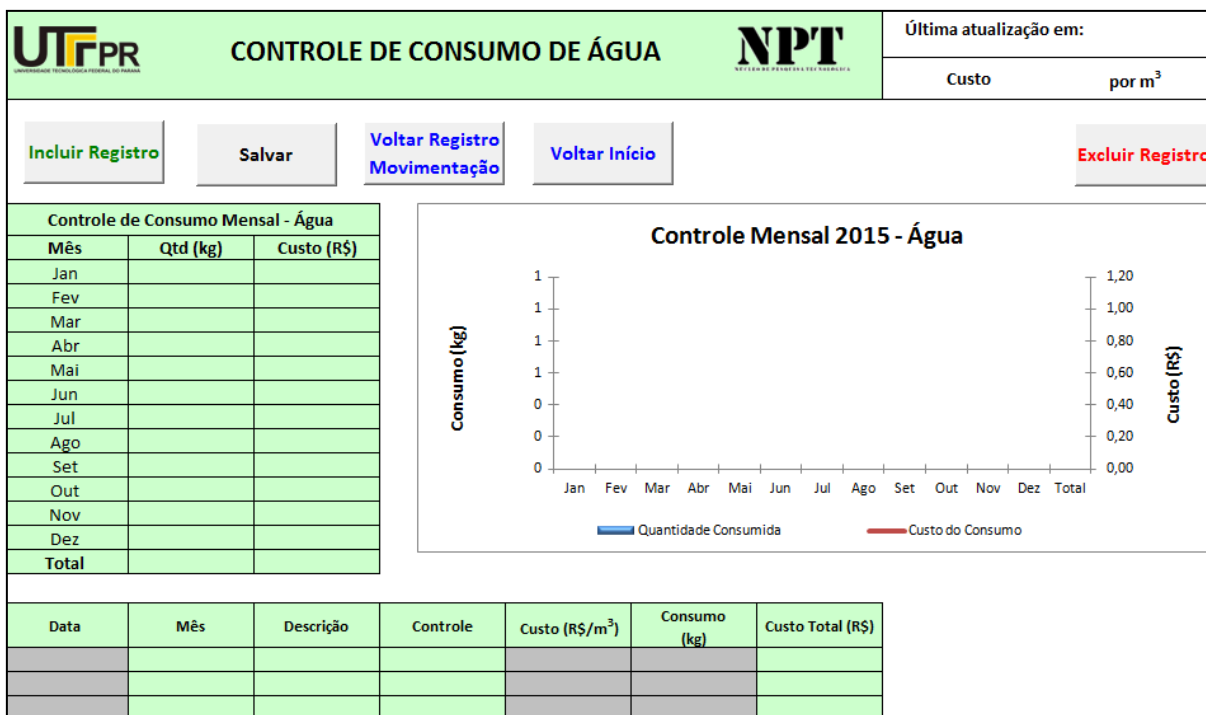 UTFPR
UNIVERSIDADE TECNOLÓGICA FEDERAL DO PARANÁ
CONTROLE DE CONSUMO DE ÁGUA
NPT
NÚCLEO DE PESQUISA TECNOLÓGICA
Última atualização em:
Custo por m³
Incluir Registro
Salvar
Voltar Registro
Movimentação
Voltar Início
Excluir Registro
Controle de Consumo Mensal - Água
Mês Qtd (kg) Custo (R$)
Jan
Fev
Mar
Abr
Mai
Jun
Jul
Ago
Set
Out
Nov
Dez
Total
Controle Mensal 2015 - Água
Consumo (kg)
1
1
1
1
0
0
0
1,20
1,00
0,80
0,60
0,40
0,20
0,00
Custo (R$)
Jan Fev Mar Abr Mai Jun Jul Ago Set Out Nov Dez Total
Quantidade Consumida Custo do Consumo
Data Mês Descrição Controle Custo (R$/m³) Consumo (kg) Custo Total (R$)